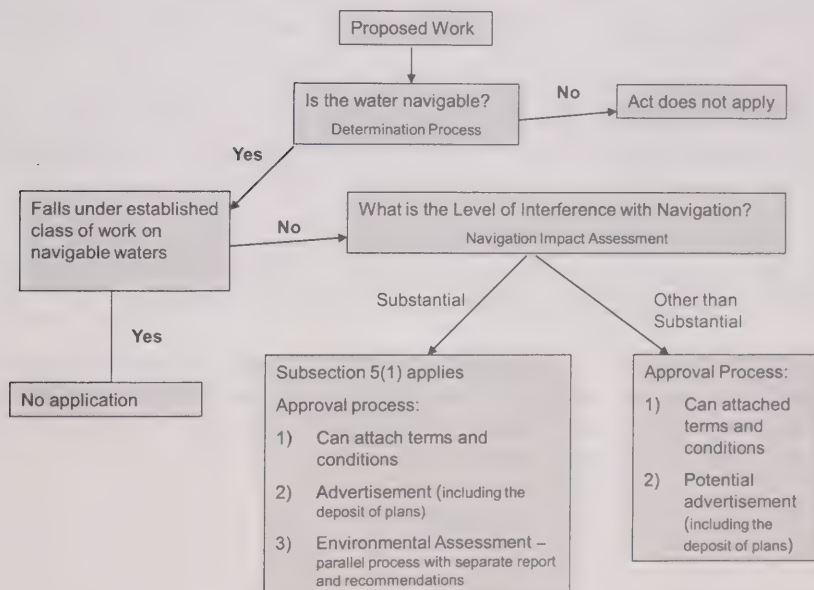 Proposed Work
Is the water navigable?
Determination Process
No
Act does not apply
Yes
Falls under established
class of work on
navigable waters
No
What is the Level of Interference with Navigation?
Navigation Impact Assessment
Yes
No application
Substantial
Other than
Substantial
Subsection 5(1) applies
Approval process:
1) Can attach terms and
conditions
2) Advertisement (including the
deposit of plans)
3) Environmental Assessment –
parallel process with separate report
and recommendations
Approval Process:
1) Can attached
terms and
conditions
2) Potential
advertisement
(including the
deposit of plans)